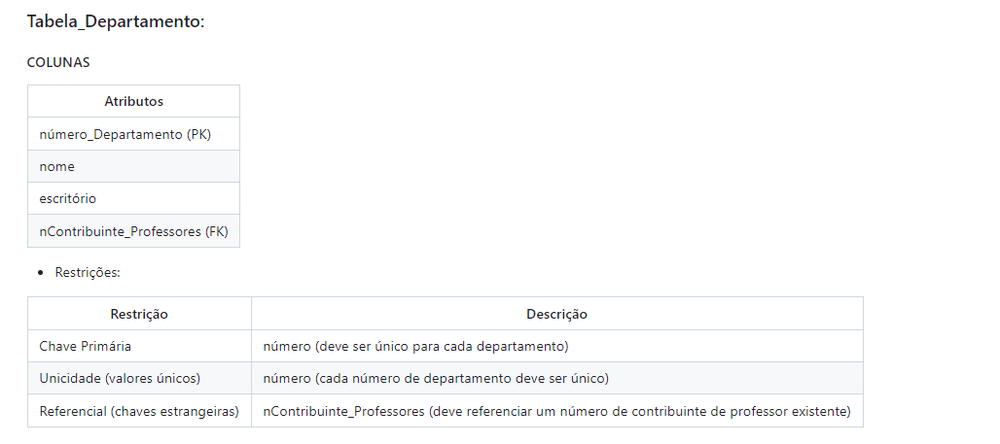 Tabela_Departamento:
COLUNAS
Atributos
número_Departamento (PK)
nome
escritório
nContribuinte_Professores (FK)
Restrições:
Restrição Descrição
Chave Primária número (deve ser único para cada departamento)
Unicidade (valores únicos) número (cada número de departamento deve ser único)
Referencial (chaves estrangeiras) nContribuinte_Professores (deve referenciar um número de contribuinte de professor existente)